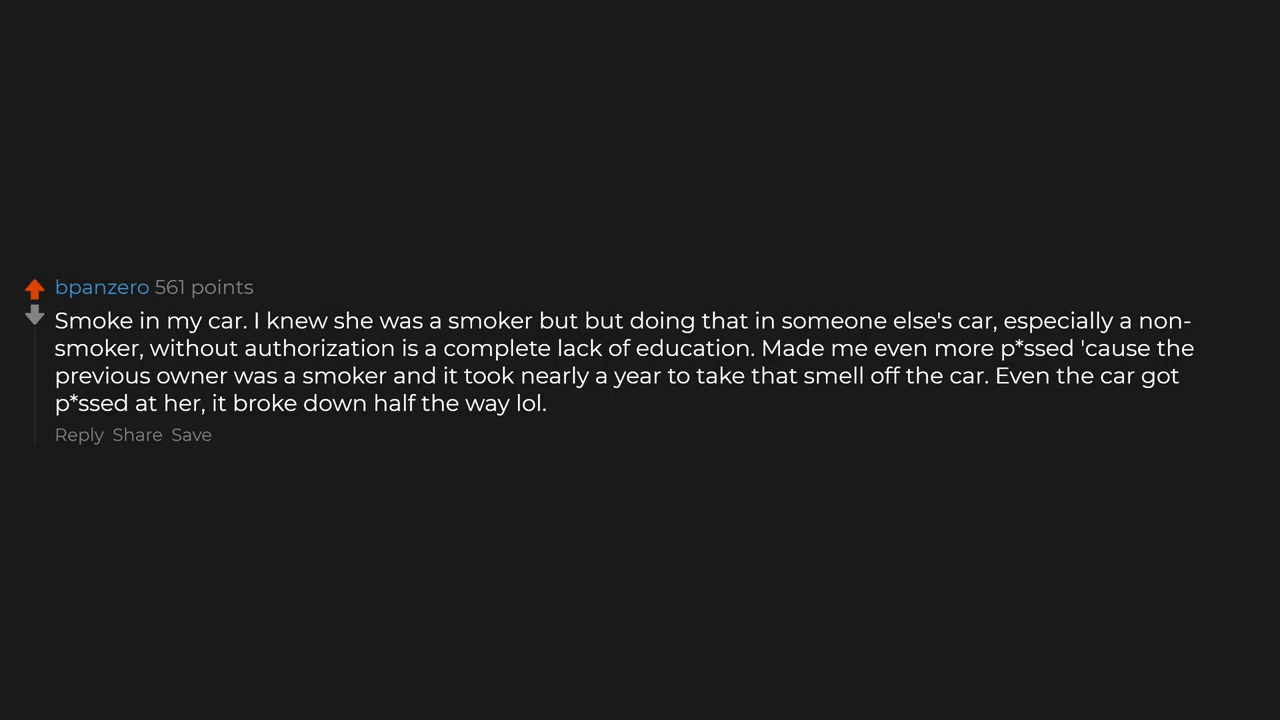 bpanzero 561 points
Smoke in my car. I knew she was a smoker but but doing that in someone else's car, especially a non-
smoker, without authorization is a complete lack of education. Made me even more p*ssed 'cause the
previous owner was a smoker and it took nearly a year to take that smell off the car. Even the car got
p*ssed at her, it broke down half the way lol.
Reply Share Save